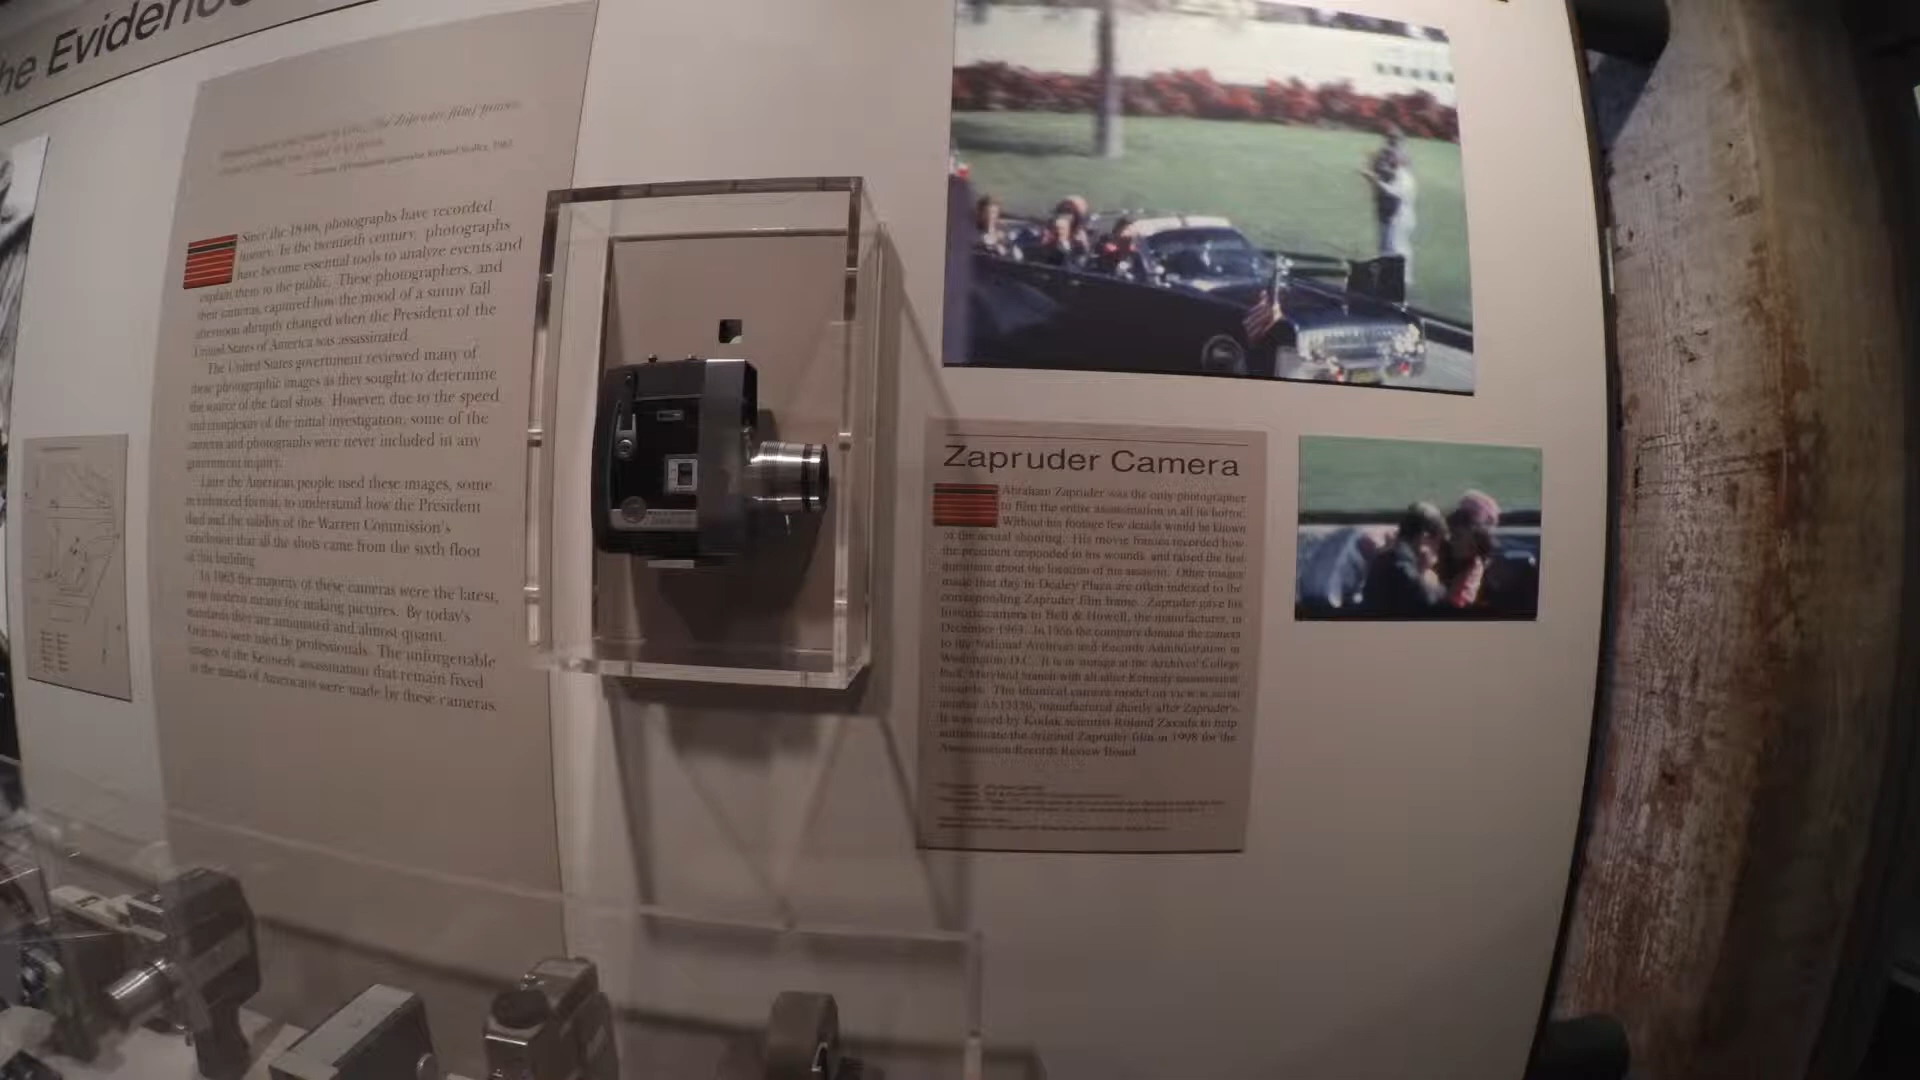 he Evidence
Since the 1840s, photographs have recorded
history. In the twentieth century, photographs
have become essential tools to analyze events and
explain them to the public. These photographers, and
their cameras, captured how the mood of a sunny fall
afternoon abruptly changed when the President of the
United States of America was assassinated.
The United States government reviewed many of
these photographic images as they sought to determine
the source of the fatal shots. However, due to the speed
and complexity of the initial investigation, some of the
cameras and photographs were never included in any
government inquiry.
Later the American people used these images, some
in enhanced format, to understand how the President
died and the validity of the Warren Commission's
conclusion that all the shots came from the sixth floor
of this building.
In 1963 the majority of these cameras were the latest,
most modern means for making pictures. By today's
standards they are antiquated and almost quaint.
were used by professionals. The unforgettable
images of the Kennedy assassination that remain fixed
in the minds of Americans were made by these cameras.
Zapruder Camera
Abraham Zapruder was the only photographer
to film the entire assassination in all its horror.
Without his footage few details would be known
of the actual shooting. His movie frames recorded how
the president responded to his wounds, and raised the first
questions about the location of the assassin. Other images
made that day in Dealey Plaza are often indexed to the
corresponding Zapruder film frame. Zapruder gave his
historic camera to Bell & Howell, the manufacturer, in
December 1963. In 1966 the company donated the camera
to the National Archives and Records Administration in
Washington, D.C. It is in storage at the Archives' College
Park, Maryland branch with all other Kennedy assassination
records. The identical camera model on view is serial
number, manufactured shortly after Zapruder's.
It was used by Kodak scientist Roland Zavada to help
authenticate the original Zapruder film in 1998 for the
Assassination Records Review Board.